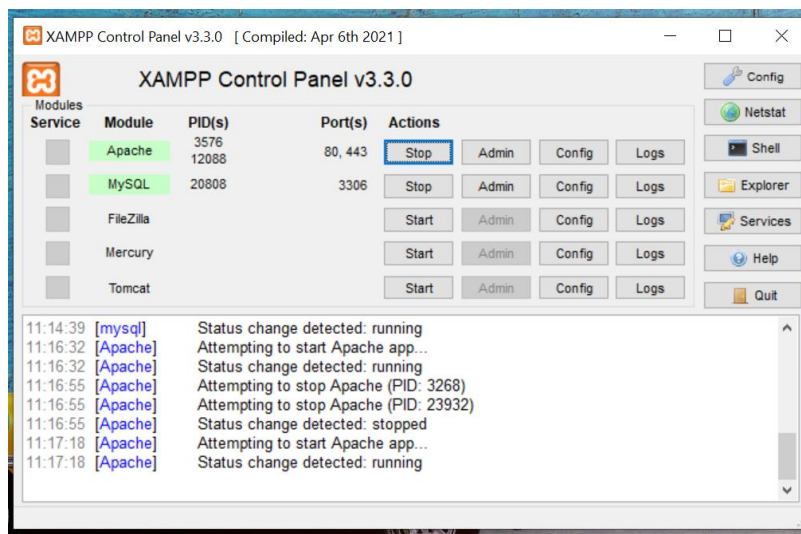 XAMPP Control Panel v3.3.0 [ Compiled: Apr 6th 2021 ]
XAMPP Control Panel v3.3.0
Config
Modules
Service Module PID(s) Port(s) Actions
Netstat
Apache 3576 12088 80, 443 Stop Admin Config Logs
Shell
MySQL 20808 3306 Stop Admin Config Logs
Explorer
FileZilla Start Admin Config Logs
Services
Mercury Start Admin Config Logs
Help
Tomcat Start Admin Config Logs
Quit
11:14:39 [mysql] Status change detected: running
11:16:32 [Apache] Attempting to start Apache app...
11:16:32 [Apache] Status change detected: running
11:16:55 [Apache] Attempting to stop Apache (PID: 3268)
11:16:55 [Apache] Attempting to stop Apache (PID: 23932)
11:16:55 [Apache] Status change detected: stopped
11:17:18 [Apache] Attempting to start Apache app...
11:17:18 [Apache] Status change detected: running